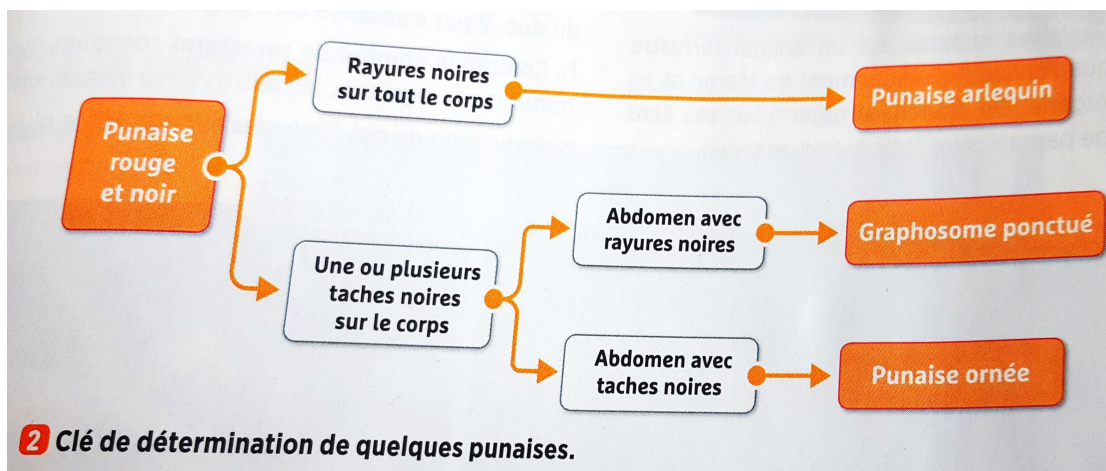 Punaise
rouge
et noir
Rayures noires
sur tout le corps
Punaise arlequin
Une ou plusieurs
taches noires
sur le corps
Abdomen avec
rayures noires
Graphosome ponctué
Abdomen avec
taches noires
Punaise ornée
2 Clé de détermination de quelques punaises.